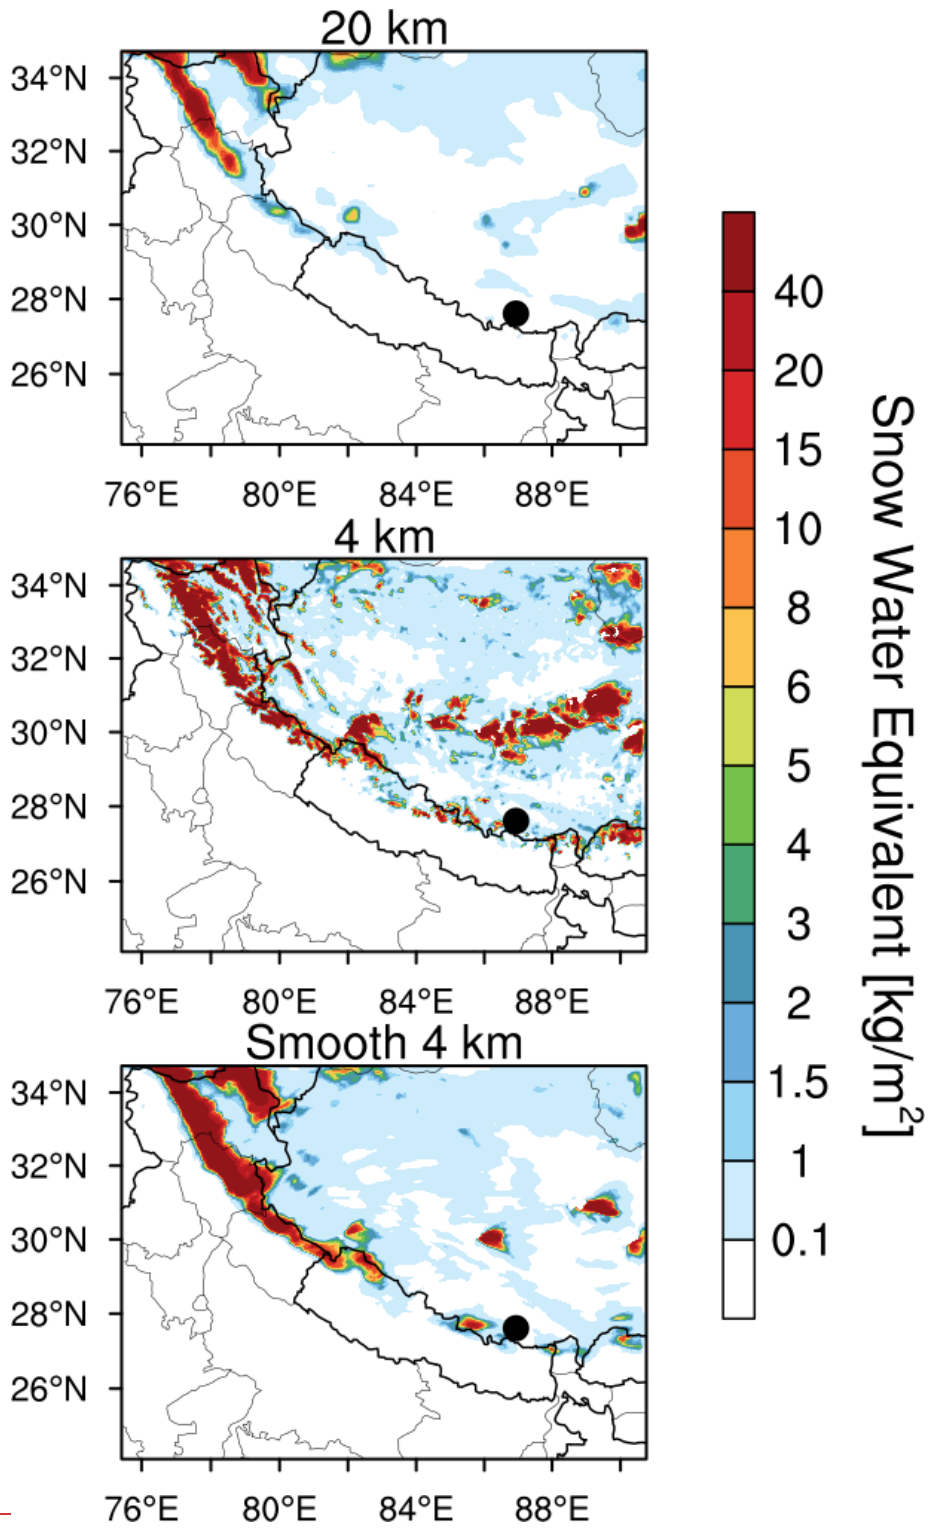 20 km
34°N
32°N
30°N
28°N
26°N
76°E 80°E 84°E 88°E
4 km
34°N
32°N
30°N
28°N
26°N
76°E 80°E 84°E 88°E
Smooth 4 km
34°N
32°N
30°N
28°N
26°N
76°E 80°E 84°E 88°E
40
20
15
10
8
6
5
4
3
2
1.5
1
0.1
Snow Water Equivalent [kg/m²]